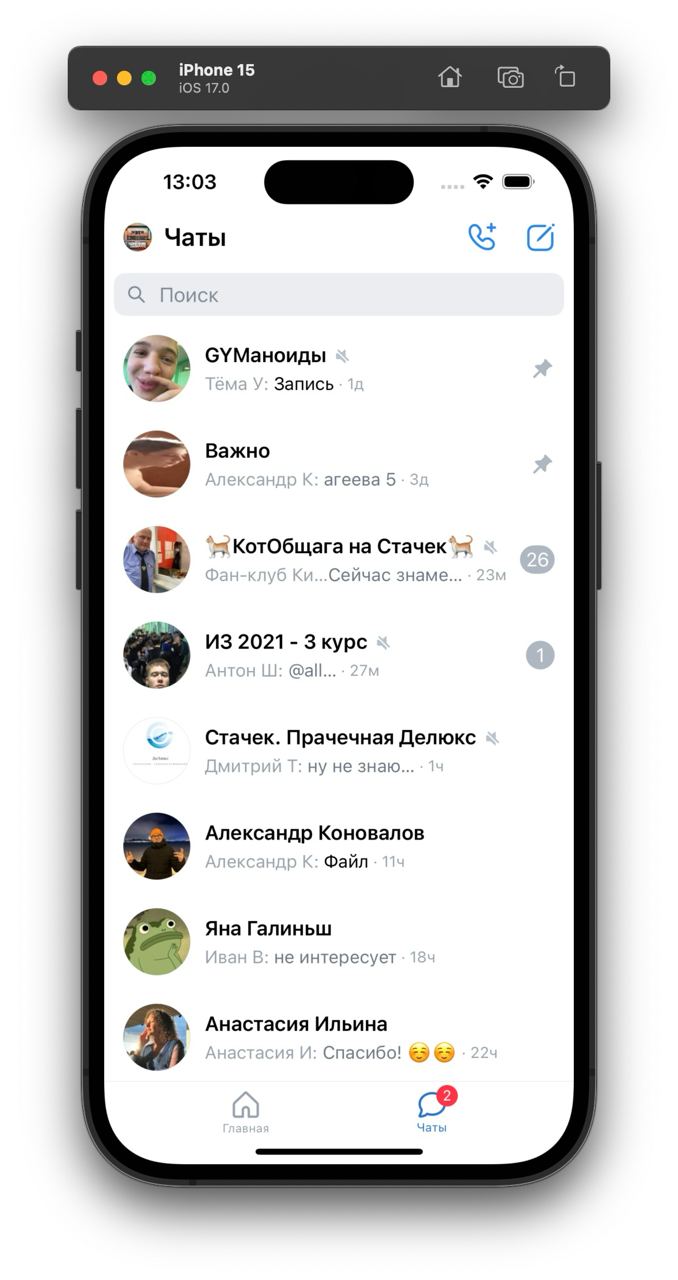 iPhone 15
iOS 17.0
13:03
Чаты
Поиск
GYMаноиды
Тёма У: Запись · 1д
Важно
Александр К: агеева 5 · 3д
🐈КотОбщага на Стачек🐈
26
Фан-клуб Ки...Сейчас знаме... · 23м
ИЗ 2021 - 3 курс
1
Антон Ш: @all... · 27м
Стачек. Прачечная Делюкс
Дмитрий Т: ну не знаю... · 1ч
Александр Коновалов
Александр К: Файл · 11ч
Яна Галиньш
Иван В: не интересует · 18ч
Анастасия Ильина
Анастасия И: Спасибо! ☺️☺️ · 22ч
2
Главная
Чаты